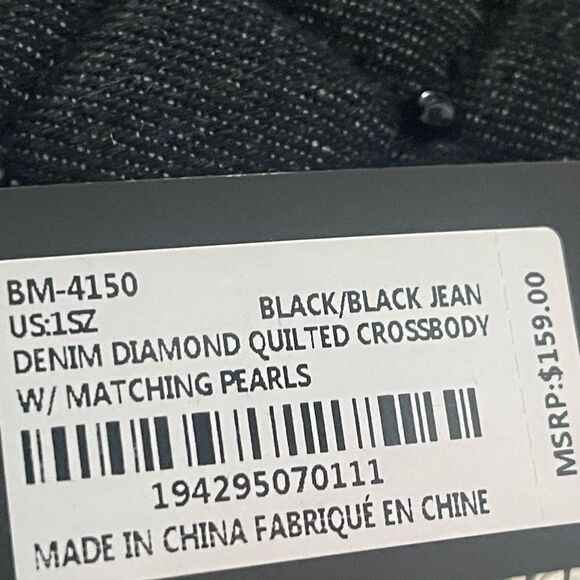 BM-4150
US:1SZ
BLACK/BLACK JEAN
DENIM DIAMOND QUILTED CROSSBODY
W/ MATCHING PEARLS
194295070111
MADE IN CHINA FABRIQUÉ EN CHINE
MSRP:$159.00